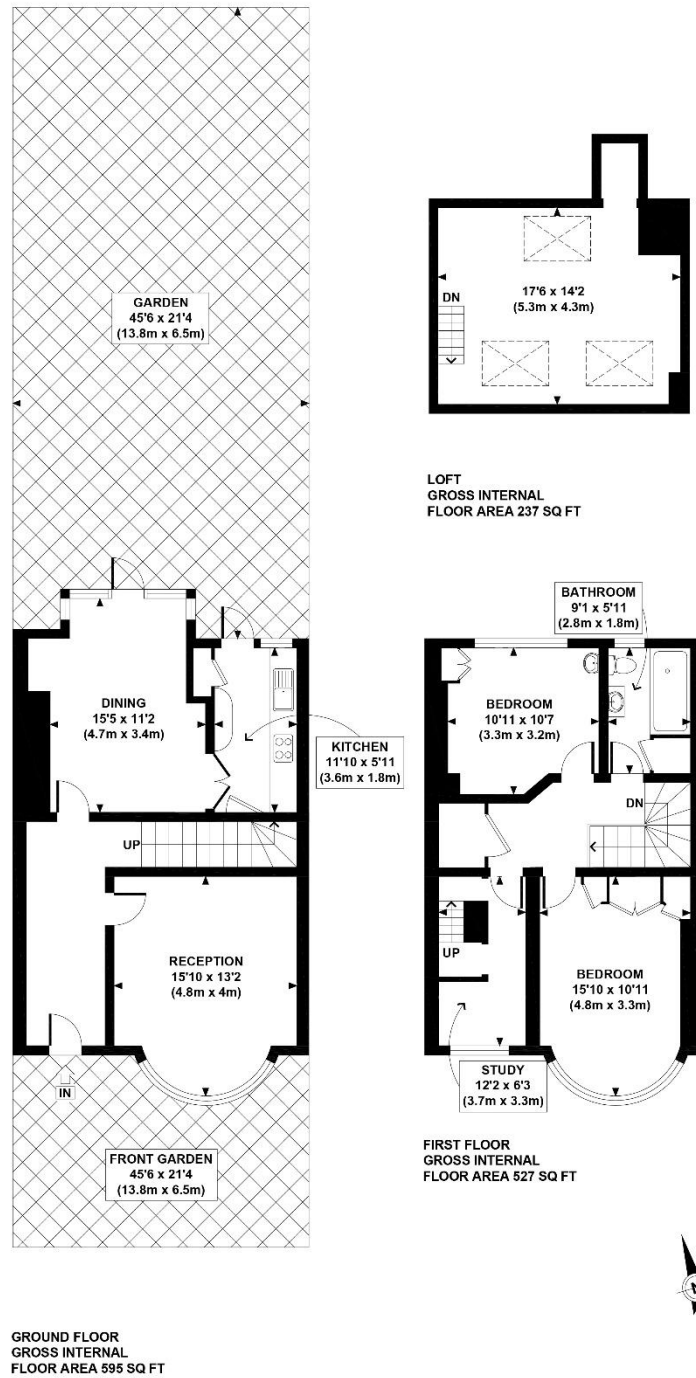 GARDEN
45'6 x 21'4
(13.8m x 6.5m)
DN
17'6 x 14'2
(5.3m x 4.3m)
LOFT
GROSS INTERNAL
FLOOR AREA 237 SQ FT
DINING
15'5 x 11'2
(4.7m x 3.4m)
KITCHEN
11'10 x 5'11
(3.6m x 1.8m)
UP
RECEPTION
15'10 x 13'2
(4.8m x 4m)
IN
FRONT GARDEN
45'6 x 21'4
(13.8m x 6.5m)
BATHROOM
9'1 x 5'11
(2.8m x 1.8m)
BEDROOM
10'11 x 10'7
(3.3m x 3.2m)
DN
UP
BEDROOM
15'10 x 10'11
(4.8m x 3.3m)
STUDY
12'2 x 6'3
(3.7m x 3.3m)
FIRST FLOOR
GROSS INTERNAL
FLOOR AREA 527 SQ FT
GROUND FLOOR
GROSS INTERNAL
FLOOR AREA 595 SQ FT